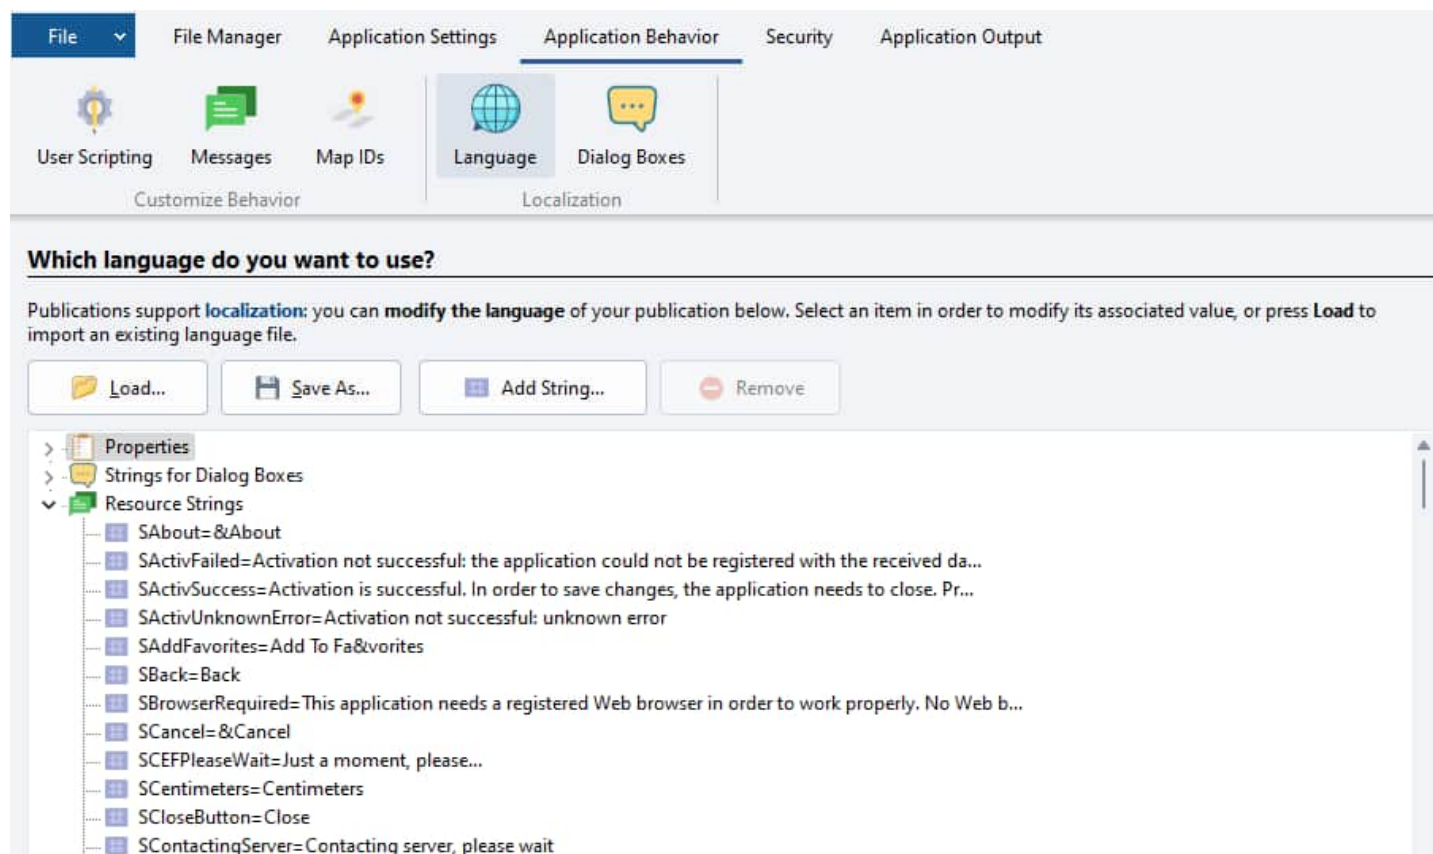 File File Manager Application Settings Application Behavior Security Application Output
User Scripting Messages Map IDs Language Dialog Boxes
Customize Behavior Localization
Which language do you want to use?
Publications support localization: you can modify the language of your publication below. Select an item in order to modify its associated value, or press Load to
import an existing language file.
Load... Save As... Add String... Remove
Properties
Strings for Dialog Boxes
Resource Strings
SAbout=&About
SActivFailed=Activation not successful: the application could not be registered with the received da...
SActivSuccess=Activation is successful. In order to save changes, the application needs to close. Pr...
SActivUnknownError=Activation not successful: unknown error
SAddFavorites=Add To Fa&vorites
SBack=Back
SBrowserRequired=This application needs a registered Web browser in order to work properly. No Web b...
SCancel=&Cancel
SCEFPleaseWait=Just a moment, please...
SCentimeters=Centimeters
SCloseButton=Close
SContactingServer=Contacting server, please wait